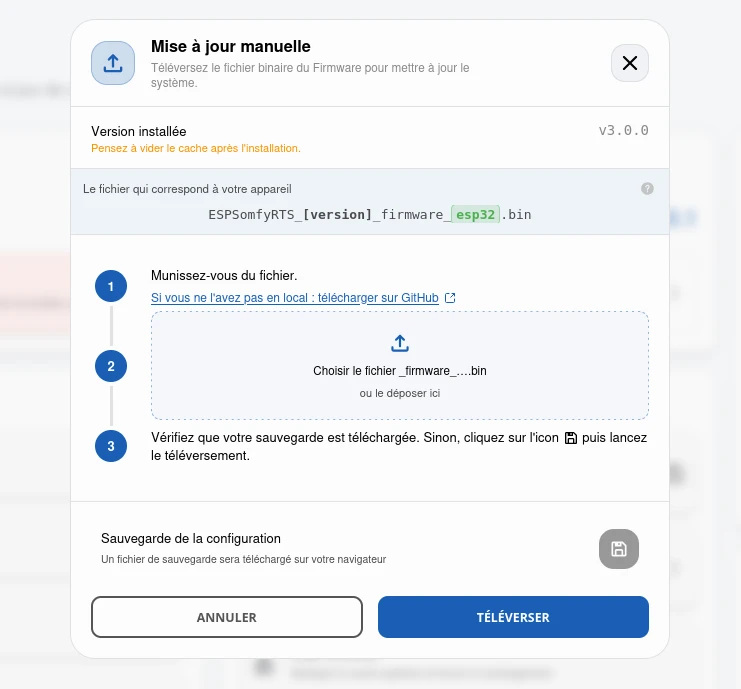 Mise à jour manuelle
Téléversez le fichier binaire du Firmware pour mettre à jour le
système.
Version installée
v3.0.0
Pensez à vider le cache après l'installation.
Le fichier qui correspond à votre appareil
?
ESPSomfyRTS_[version]_firmware_esp32.bin
1
Munissez-vous du fichier.
Si vous ne l'avez pas en local : télécharger sur GitHub
2
Choisir le fichier _firmware_....bin
ou le déposer ici
3
Vérifiez que votre sauvegarde est téléchargée. Sinon, cliquez sur l'icon puis lancez
le téléversement.
Sauvegarde de la configuration
Un fichier de sauvegarde sera téléchargé sur votre navigateur
ANNULER
TÉLÉVERSER